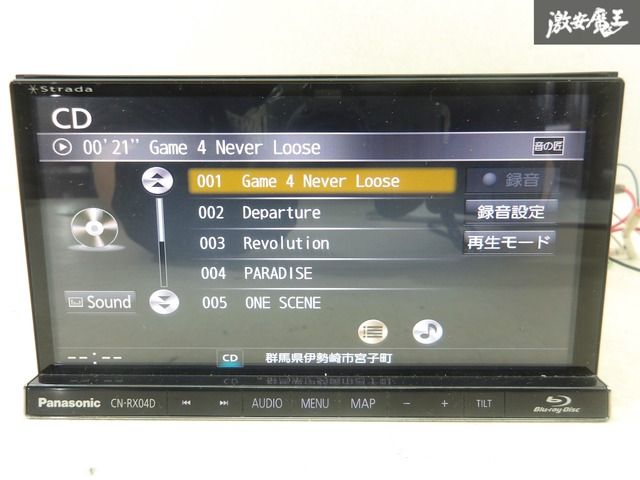 激安魔王
Strada
CD
00'21" Game 4 Never Loose 音の匠
001 Game 4 Never Loose 録音
002 Departure 録音設定
003 Revolution 再生モード
004 PARADISE
Sound 005 ONE SCENE
--:-- CD 群馬県伊勢崎市宮子町
Panasonic CN-RX04D AUDIO MENU MAP − + TILT Blu-ray Disc